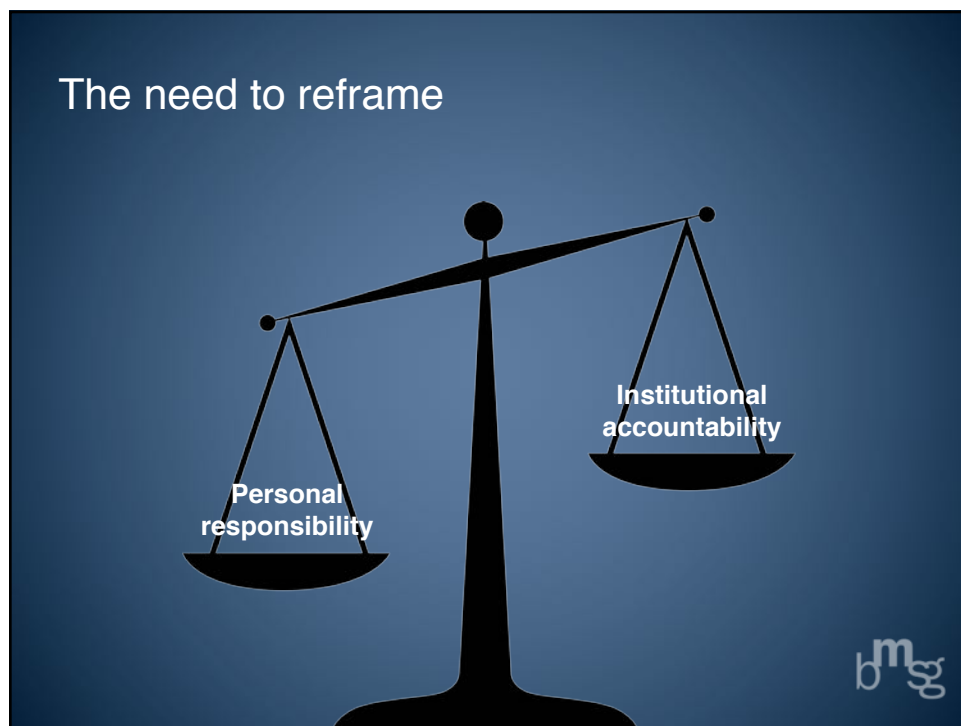 The need to reframe
Institutional
accountability
Personal
responsibility
bmsg